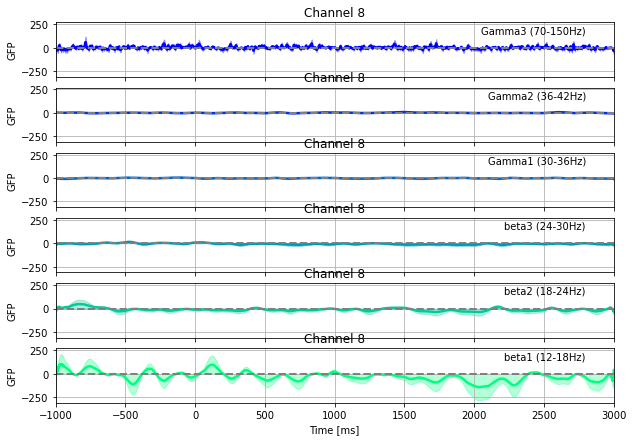 Channel 8
Gamma3 (70-150Hz)
GFP
250
0
−250
Channel 8
Gamma2 (36-42Hz)
GFP
250
0
−250
Channel 8
Gamma1 (30-36Hz)
GFP
250
0
−250
Channel 8
beta3 (24-30Hz)
GFP
250
0
−250
Channel 8
beta2 (18-24Hz)
GFP
250
0
−250
Channel 8
beta1 (12-18Hz)
GFP
250
0
−250
−1000 −500 0 500 1000 1500 2000 2500 3000
Time [ms]